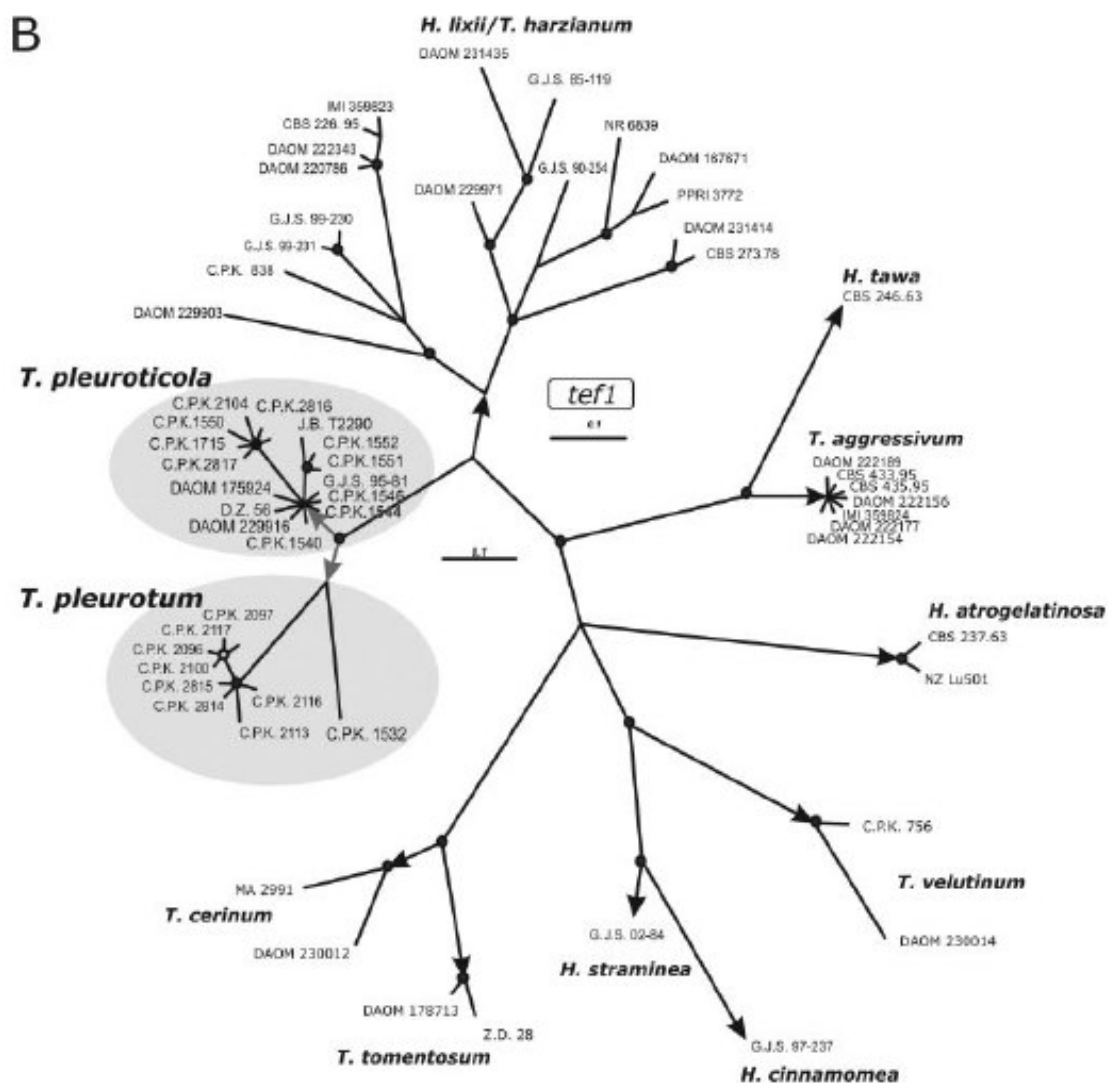 B
H. lixii/T. harzianum
DAOM 231435
G.J.S. 85-119
IMI 359823
CBS 226. 95
DAOM 222343
DAOM 220786
NR 6839
DAOM 167671
G.J.S. 90-254
PPRI 3772
DAOM 229971
DAOM 231414
CBS 273.78
G.J.S. 99-230
G.J.S. 99-231
C.P.K. 838
DAOM 229903
H. tawa
CBS 246.63
T. pleuroticola
tef1
C.P.K.2104
C.P.K.2816
C.P.K.1550
J.B. T2290
C.P.K.1715
C.P.K.1552
C.P.K.2817
C.P.K.1551
G.J.S. 95-81
DAOM 175924
C.P.K.1546
D.Z. 56
C.P.K.1544
DAOM 229916
C.P.K.1540
0.1
T. aggressivum
DAOM 222189
CBS 433.95
CBS 435.95
DAOM 222156
IMI 359824
DAOM 222177
DAOM 222154
T. pleurotum
C.P.K. 2097
C.P.K. 2117
C.P.K. 2096
C.P.K. 2100
C.P.K. 2815
C.P.K. 2814
C.P.K. 2116
C.P.K. 2113
C.P.K. 1532
H. atrogelatinosa
CBS 237.63
NZ Lu501
C.P.K. 756
T. velutinum
DAOM 230014
MA 2991
T. cerinum
DAOM 230012
G.J.S. 02-84
H. straminea
DAOM 178713
Z.D. 28
T. tomentosum
G.J.S. 97-237
H. cinnamomea